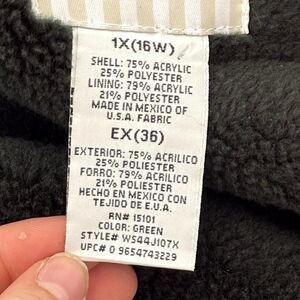 1X(16W)
SHELL: 75% ACRYLIC
25% POLYESTER
LINING: 79% ACRYLIC
21% POLYESTER
MADE IN MEXICO OF
U.S.A. FABRIC
EX(36)
EXTERIOR: 75% ACRILICO
25% POLIESTER
FORRO: 79% ACRILICO
21% POLIESTER
HECHO EN MEXICO CON
TEJIDO DE E.U.A.
RN# 15101
COLOR: GREEN
STYLE# WS44J107X
UPC# 0 9654743229